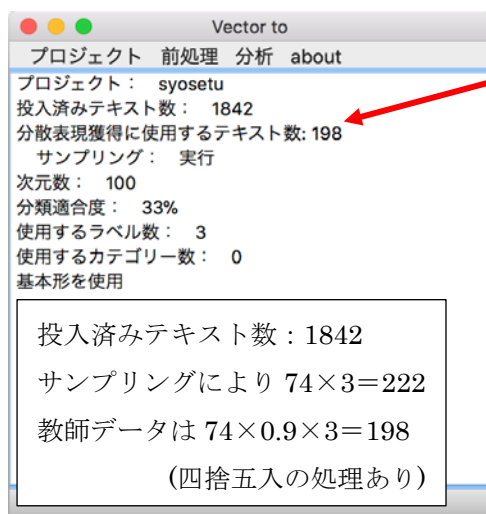 Vector to
プロジェクト 前処理 分析 about
プロジェクト： syosetu
投入済みテキスト数： 1842
分散表現獲得に使用するテキスト数: 198
サンプリング： 実行
次元数： 100
分類適合度： 33%
使用するラベル数： 3
使用するカテゴリー数： 0
基本形を使用
投入済みテキスト数：1842
サンプリングにより 74×3＝222
教師データは 74×0.9×3＝198
(四捨五入の処理あり)